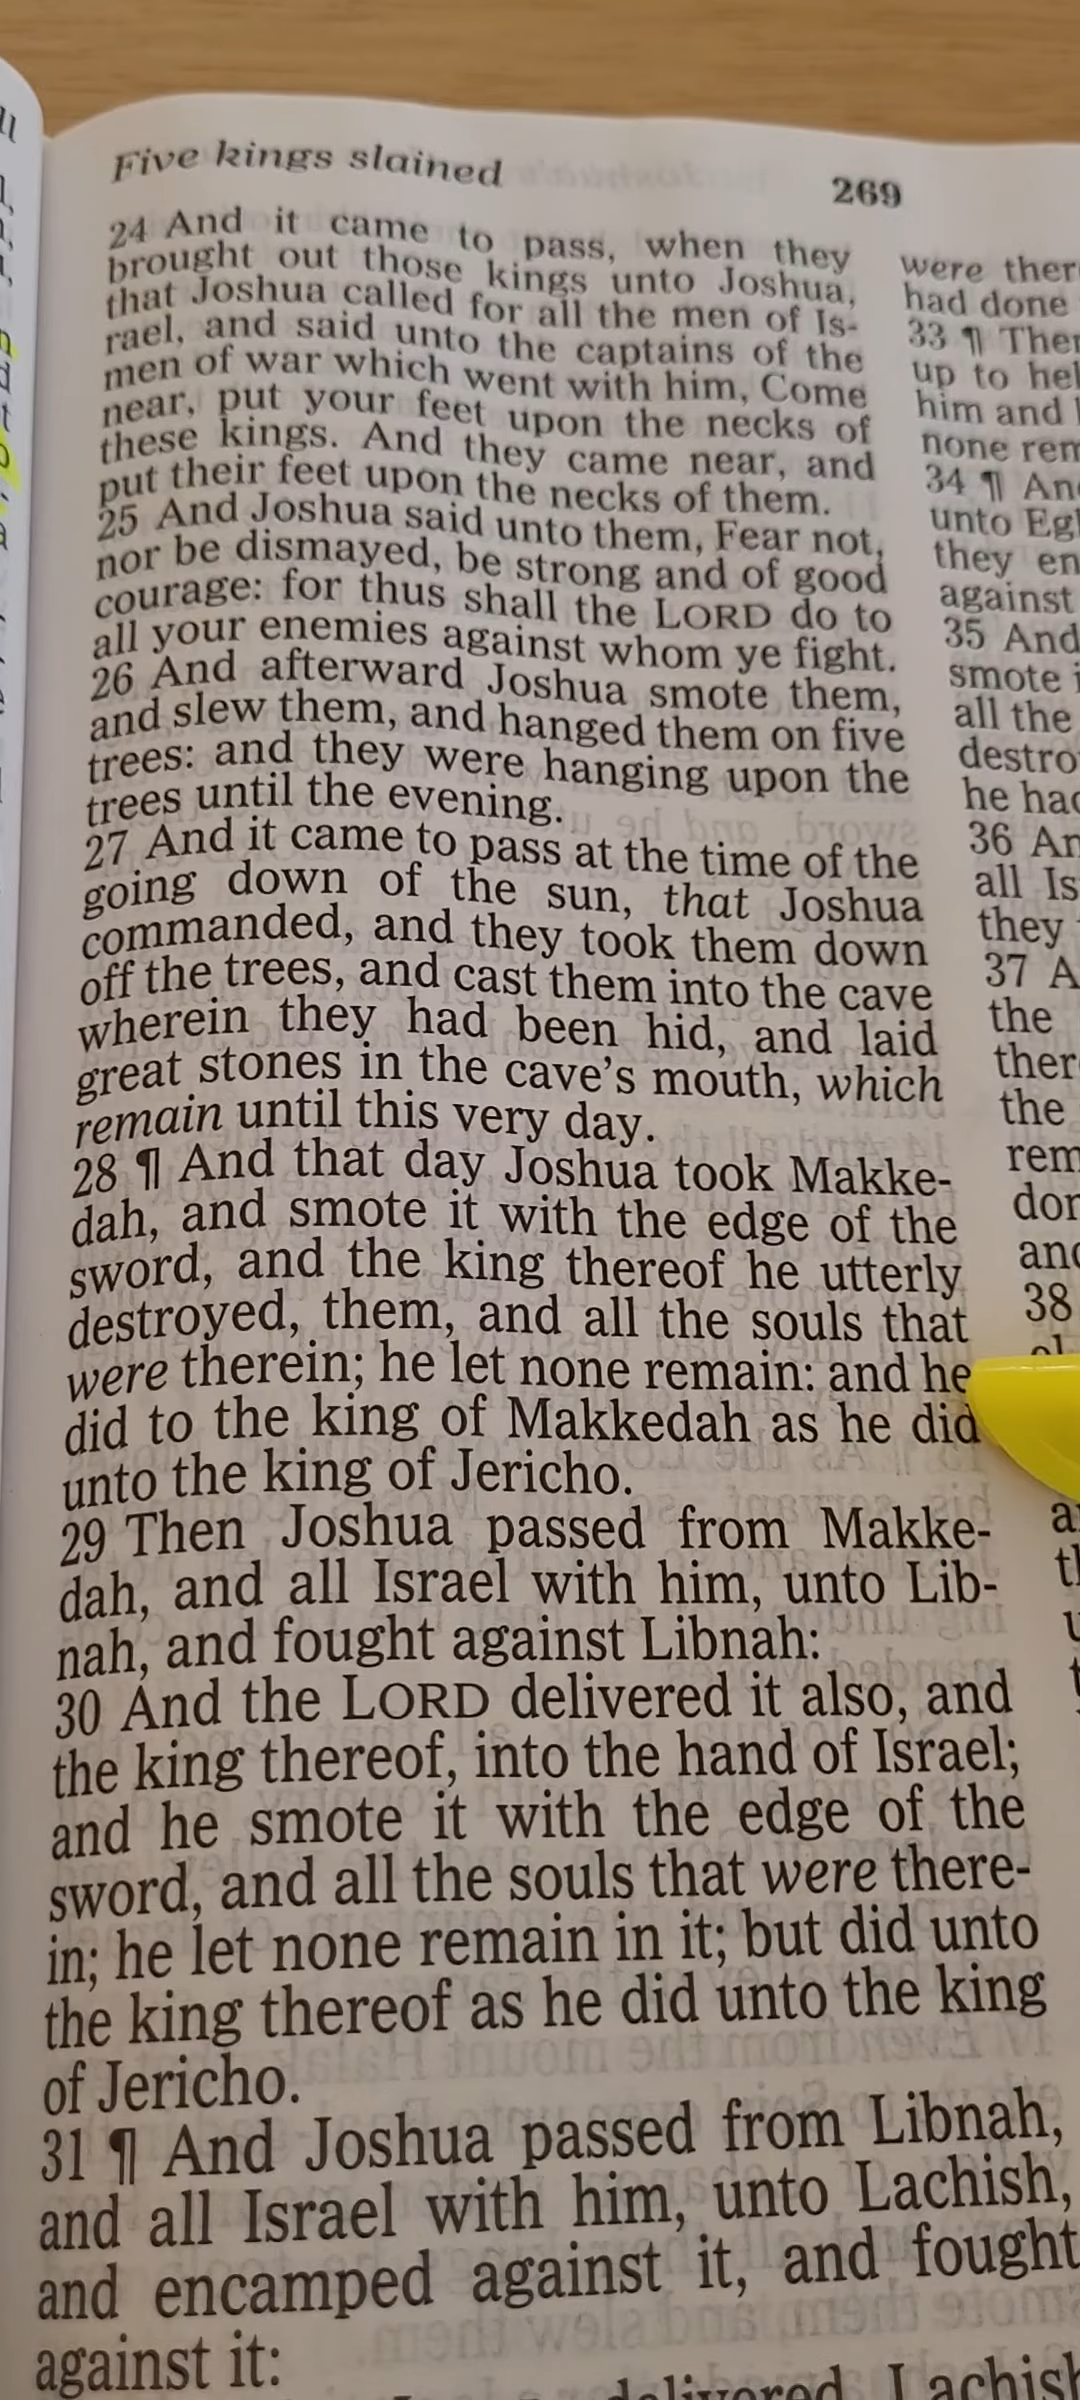 Five kings slained
269
24 And it came to pass, when they
brought out those kings unto Joshua,
that Joshua called for all the men of Is-
rael, and said unto the captains of the
men of war which went with him, Come
near, put your feet upon the necks of
these kings. And they came near, and
put their feet upon the necks of them.
25 And Joshua said unto them, Fear not,
nor be dismayed, be strong and of good
courage: for thus shall the LORD do to
all your enemies against whom ye fight.
26 And afterward Joshua smote them,
and slew them, and hanged them on five
trees: and they were hanging upon the
trees until the evening.
27 And it came to pass at the time of the
going down of the sun, that Joshua
commanded, and they took them down
off the trees, and cast them into the cave
wherein they had been hid, and laid
great stones in the cave's mouth, which
remain until this very day.
28 ¶ And that day Joshua took Makke-
dah, and smote it with the edge of the
sword, and the king thereof he utterly
destroyed, them, and all the souls that
were therein; he let none remain: and he
did to the king of Makkedah as he did
unto the king of Jericho.
29 Then Joshua passed from Makke-
dah, and all Israel with him, unto Lib-
nah, and fought against Libnah:
30 And the LORD delivered it also, and
the king thereof, into the hand of Israel;
and he smote it with the edge of the
sword, and all the souls that were there-
in; he let none remain in it; but did unto
the king thereof as he did unto the king
of Jericho.
31 ¶ And Joshua passed from Libnah,
and all Israel with him, unto Lachish,
and encamped against it, and fought
against it:
delivered Lachish
were
had done
33 ¶
up to
him and
none
34 ¶
unto
they
against
35 And
smote
all the
he
36
all
they
37
the
the
38